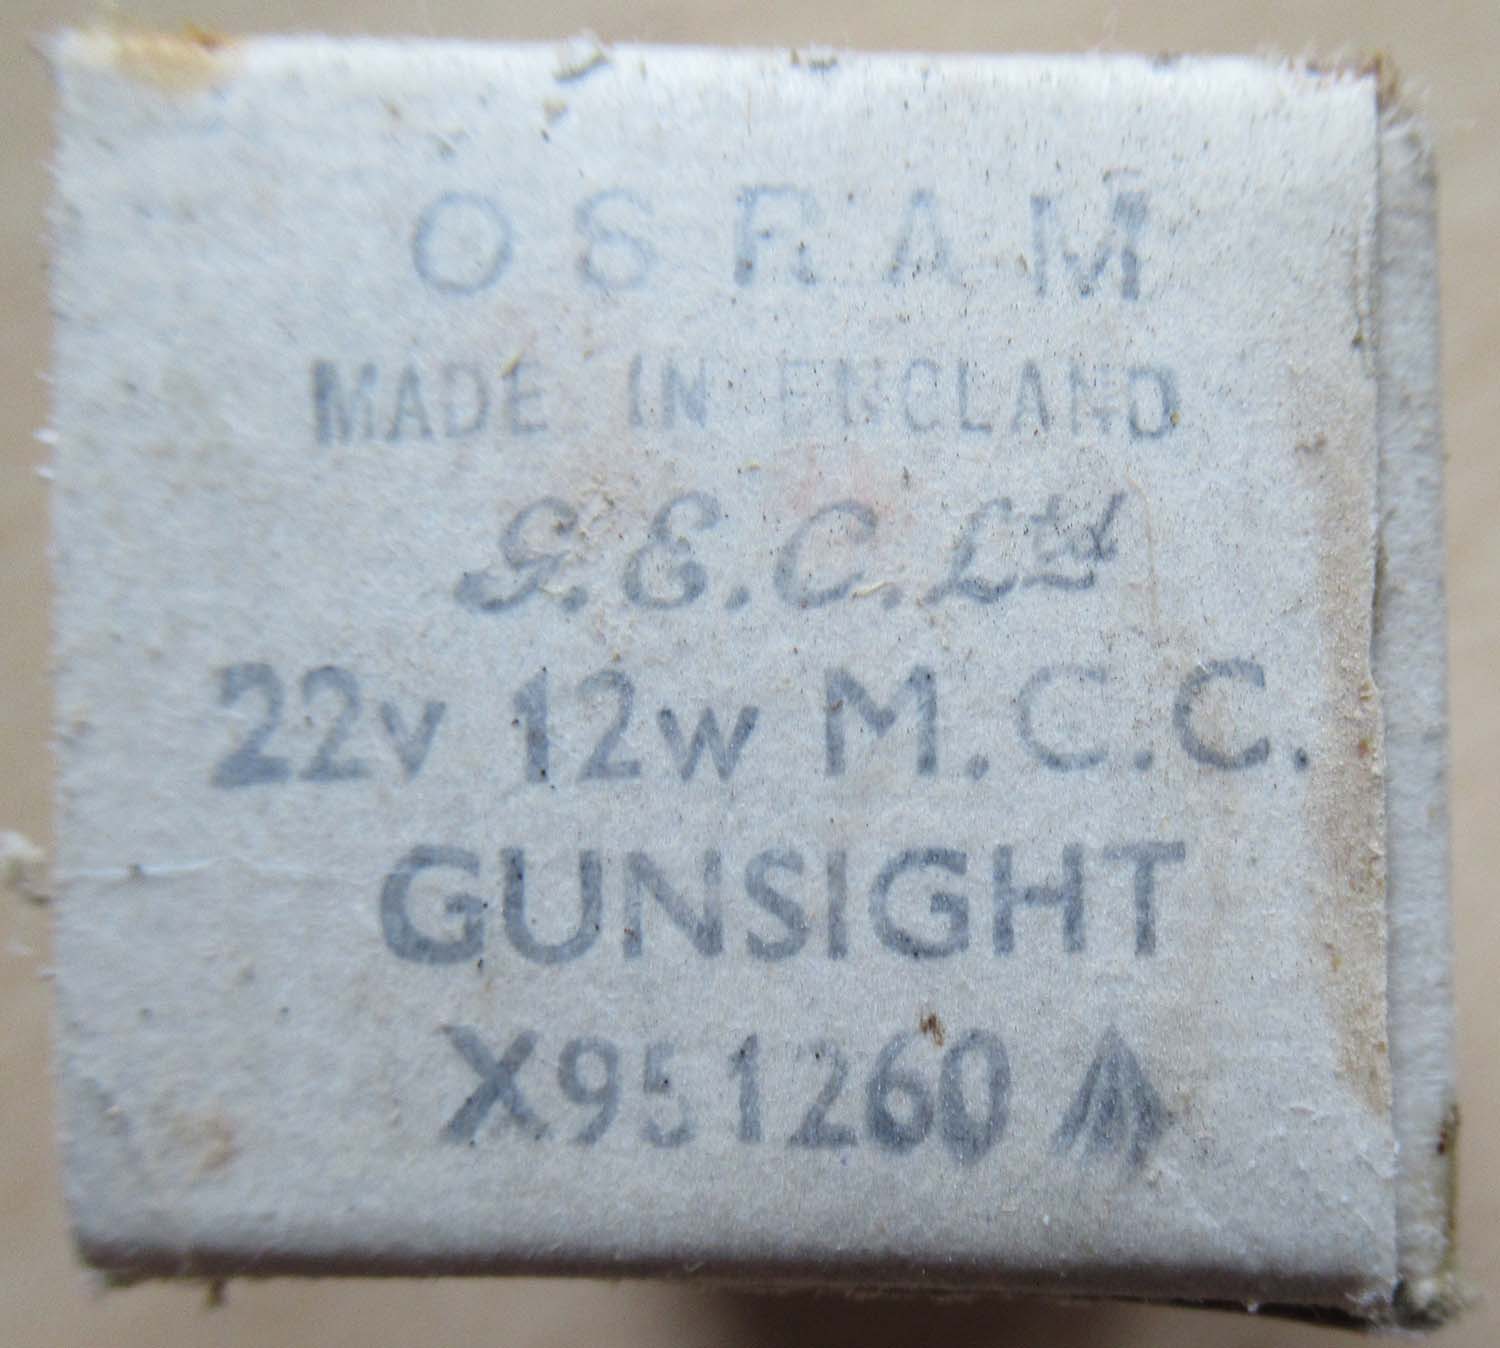 OSRAM
MADE IN ENGLAND
G.E.C. Ltd
22v 12w M.C.C.
GUNSIGHT
X951260